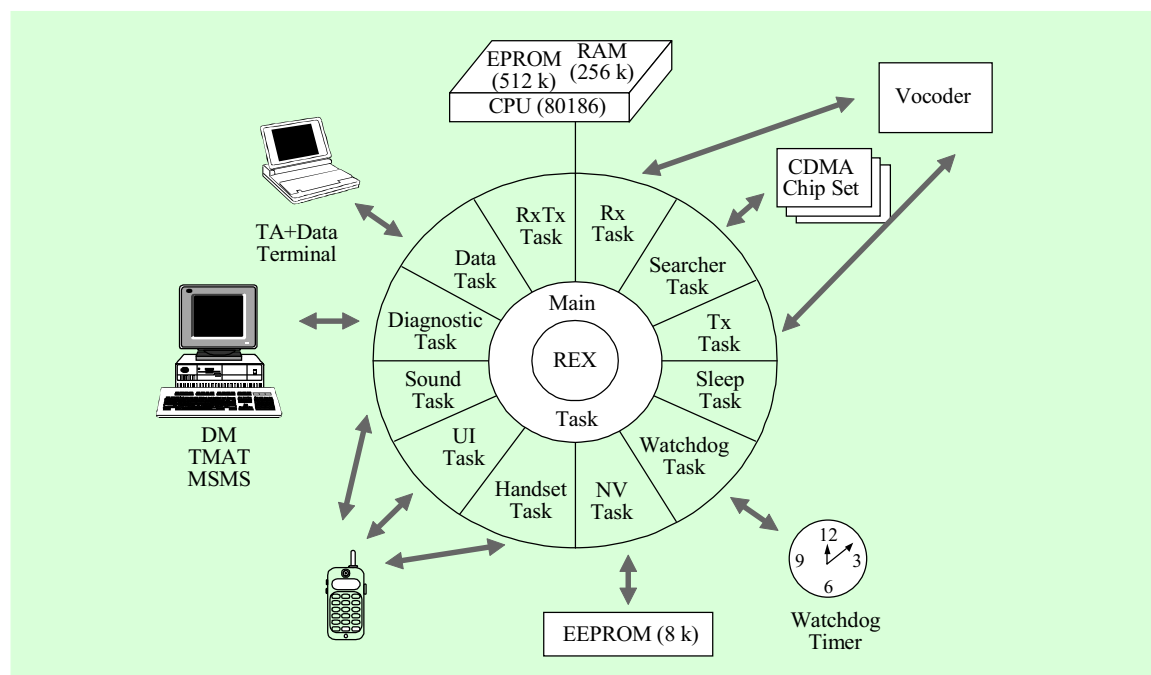 EPROM
(512 k)
RAM
(256 k)
CPU (80186)
Vocoder
CDMA
Chip Set
TA+Data
Terminal
RxTx
Task
Rx
Task
Data
Task
Searcher
Task
Diagnostic
Task
Main
Tx
Task
REX
Sound
Task
Sleep
Task
Task
UI
Task
Watchdog
Task
Handset
Task
NV
Task
DM
TMAT
MSMS
12
9
3
6
EEPROM (8 k)
Watchdog
Timer